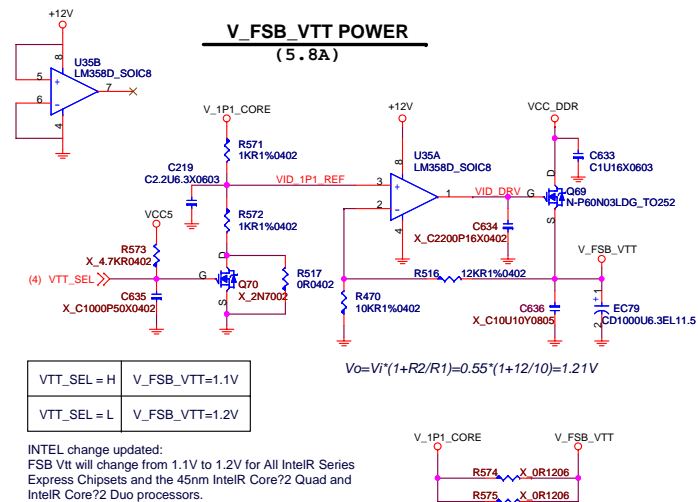 V_FSB_VTT POWER
(5.8A)
+12V
U35B
LM358D_SOIC8
8
5
+
7
6
-
4
V_1P1_CORE
R571
1KR1%0402
C219
C2.2U6.3X0603
VID_1P1_REF
R572
1KR1%0402
VCC5
R573
X_4.7KR0402
(4) VTT_SEL
C635
X_C1000P50X0402
D
G
S
Q70
X_2N7002
R517
0R0402
+12V
U35A
LM358D_SOIC8
8
3
+
1
2
-
4
VID_DRV
C634
X_C2200P16X0402
VCC_DDR
C633
C1U16X0603
D
G
S
Q69
N-P60N03LDG_TO252
V_FSB_VTT
R516
12KR1%0402
R470
10KR1%0402
C636
X_C10U10Y0805
+
1
2
EC79
CD1000U6.3EL11.5
Vo=Vi*(1+R2/R1)=0.55*(1+12/10)=1.21V
VTT_SEL = H V_FSB_VTT=1.1V
VTT_SEL = L V_FSB_VTT=1.2V
INTEL change updated:
FSB Vtt will change from 1.1V to 1.2V for All IntelR Series
Express Chipsets and the 45nm IntelR Core?2 Quad and
IntelR Core?2 Duo processors.
V_1P1_CORE
V_FSB_VTT
R574
X_0R1206
R575
X_0R1206